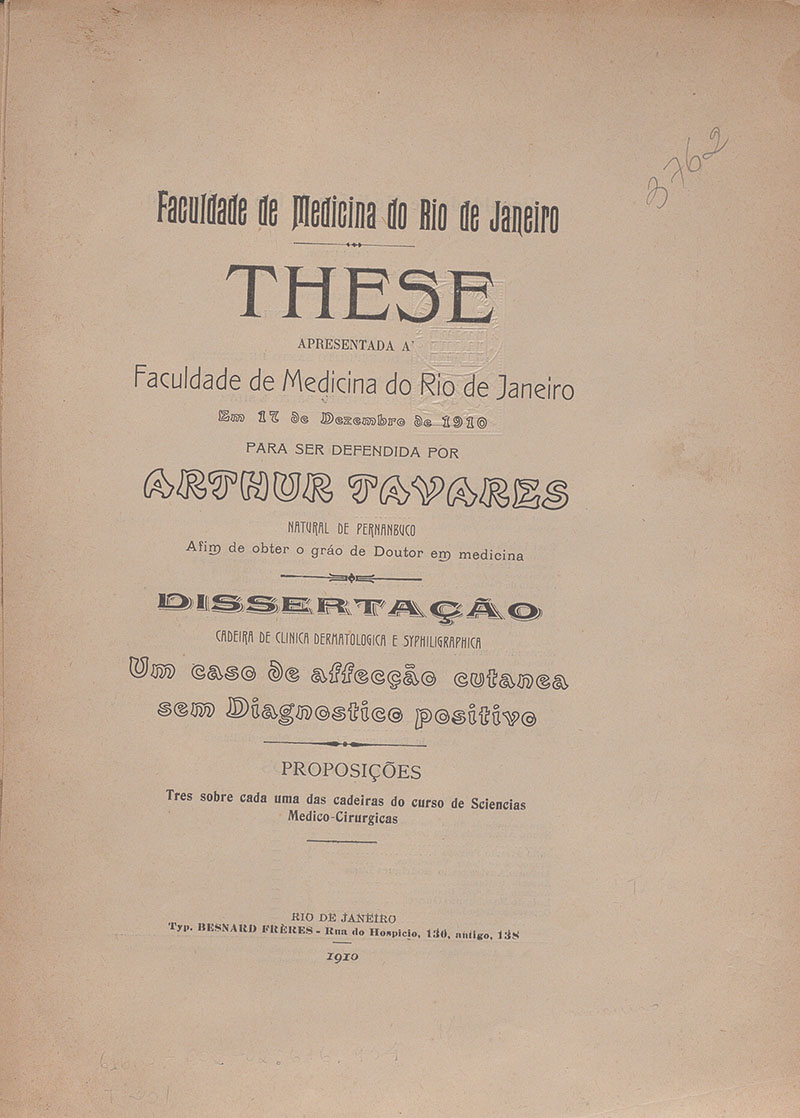 3762
Faculdade de Medicina do Rio de Janeiro
THESE
APRESENTADA A'
Faculdade de Medicina do Rio de Janeiro
Em 17 de Dezembro de 1910
PARA SER DEFENDIDA POR
ARTHUR TAVARES
NATURAL DE PERNANBUCO
Afim de obter o gráo de Doutor em medicina
DISSERTAÇÃO
CADEIRA DE CLINICA DERMATOLOGICA E SYPHILIGRAPHICA
Um caso de affecção cutanea
sem Diagnostico positivo
PROPOSIÇÕES
Tres sobre cada uma das cadeiras do curso de Sciencias
Medico-Cirurgicas
RIO DE JANEIRO
Typ. BESNARD FRÈRES - Rua do Hospicio, 130, antigo, 138
1910